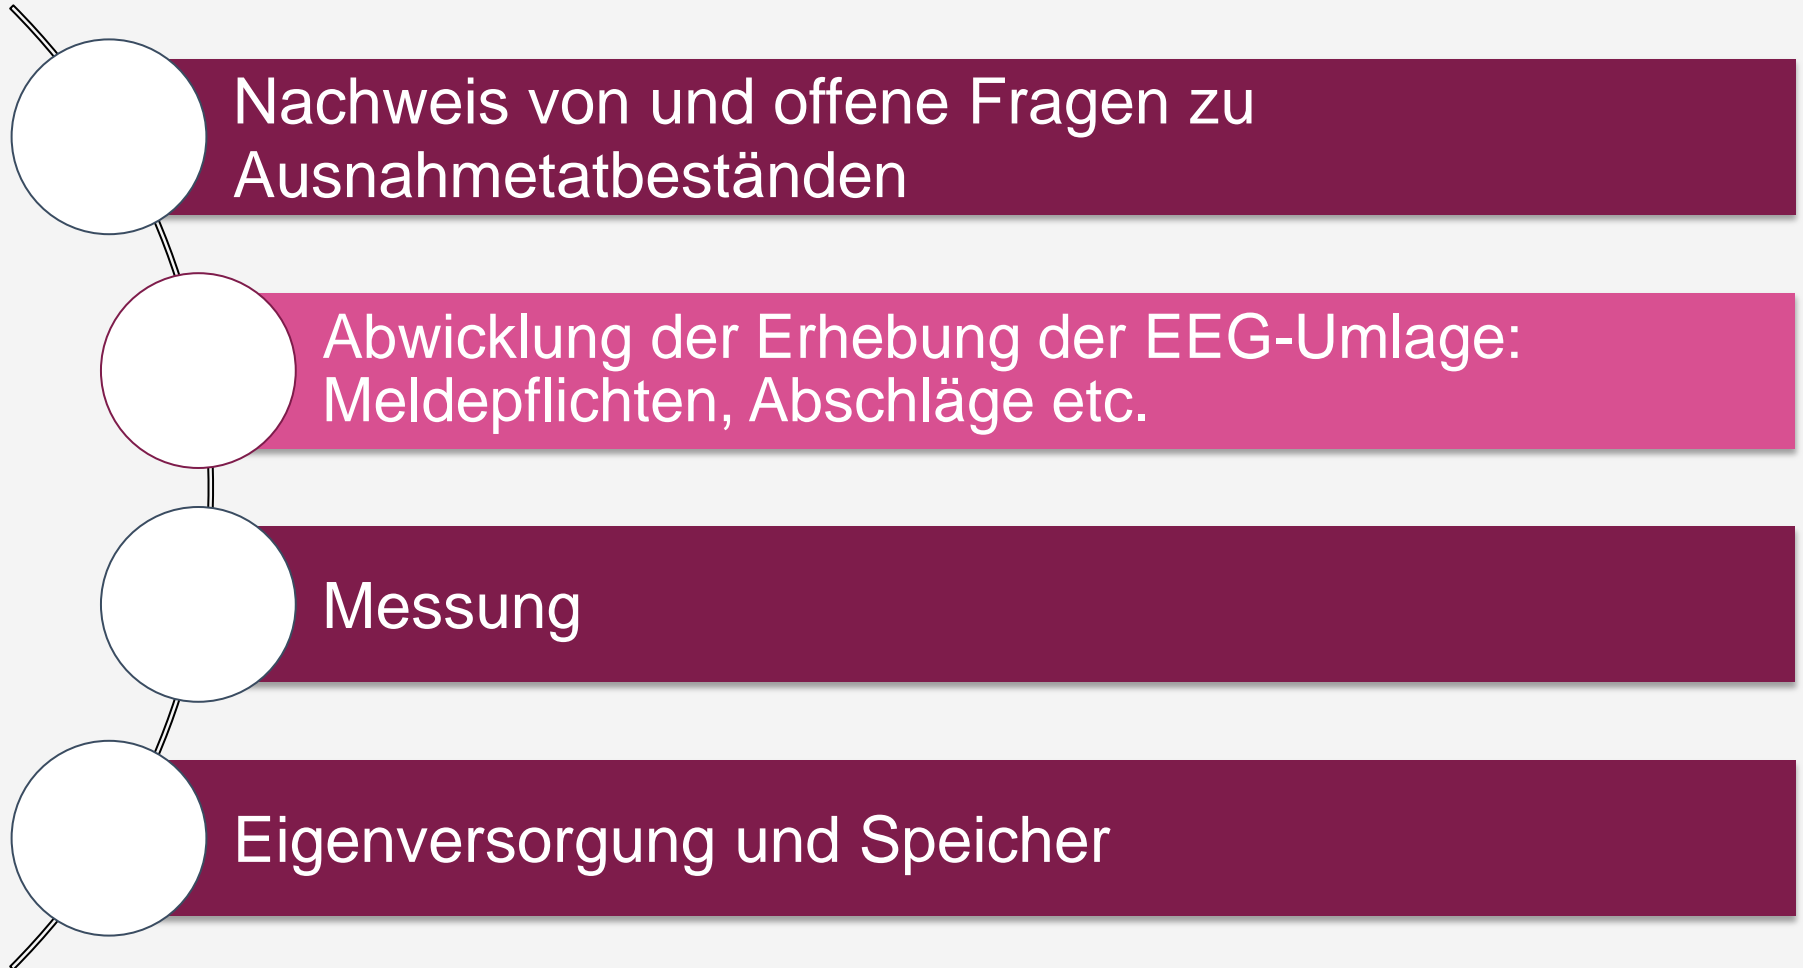 Nachweis von und offene Fragen zu
Ausnahmetatbeständen
Abwicklung der Erhebung der EEG-Umlage:
Meldepflichten, Abschläge etc.
Messung
Eigenversorgung und Speicher